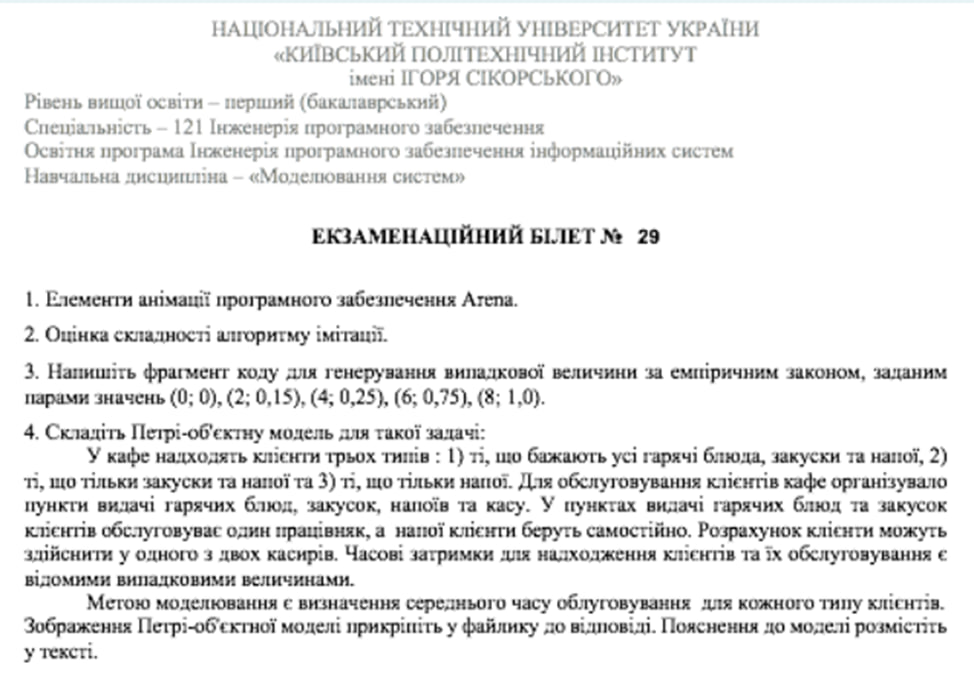 НАЦІОНАЛЬНИЙ ТЕХНІЧНИЙ УНІВЕРСИТЕТ УКРАЇНИ
«КИЇВСЬКИЙ ПОЛІТЕХНІЧНИЙ ІНСТИТУТ
імені ІГОРЯ СІКОРСЬКОГО»
Рівень вищої освіти – перший (бакалаврський)
Спеціальність – 121 Інженерія програмного забезпечення
Освітня програма Інженерія програмного забезпечення інформаційних систем
Навчальна дисципліна – «Моделювання систем»
ЕКЗАМЕНАЦІЙНИЙ БІЛЕТ № 29
1. Елементи анімації програмного забезпечення Arena.
2. Оцінка складності алгоритму імітації.
3. Напишіть фрагмент коду для генерування випадкової величини за емпіричним законом, заданим
парами значень (0; 0), (2; 0,15), (4; 0,25), (6; 0,75), (8; 1,0).
4. Складіть Петрі-об'єктну модель для такої задачі:
У кафе надходять клієнти трьох типів : 1) ті, що бажають усі гарячі блюда, закуски та напої, 2)
ті, що тільки закуски та напої та 3) ті, що тільки напої. Для обслуговування клієнтів кафе організувало
пункти видачі гарячих блюд, закусок, напоїв та касу. У пунктах видачі гарячих блюд та закусок
клієнтів обслуговує один працівняк, а напої клієнти беруть самостійно. Розрахунок клієнти можуть
здійснити у одного з двох касирів. Часові затримки для надходження клієнтів та їх обслуговування є
відомими випадковими величинами.
Метою моделювання є визначення середнього часу облуговування для кожного типу клієнтів.
Зображення Петрі-об'єктної моделі прикріпіть у файлику до відповіді. Пояснення до моделі розмістіть
у тексті.